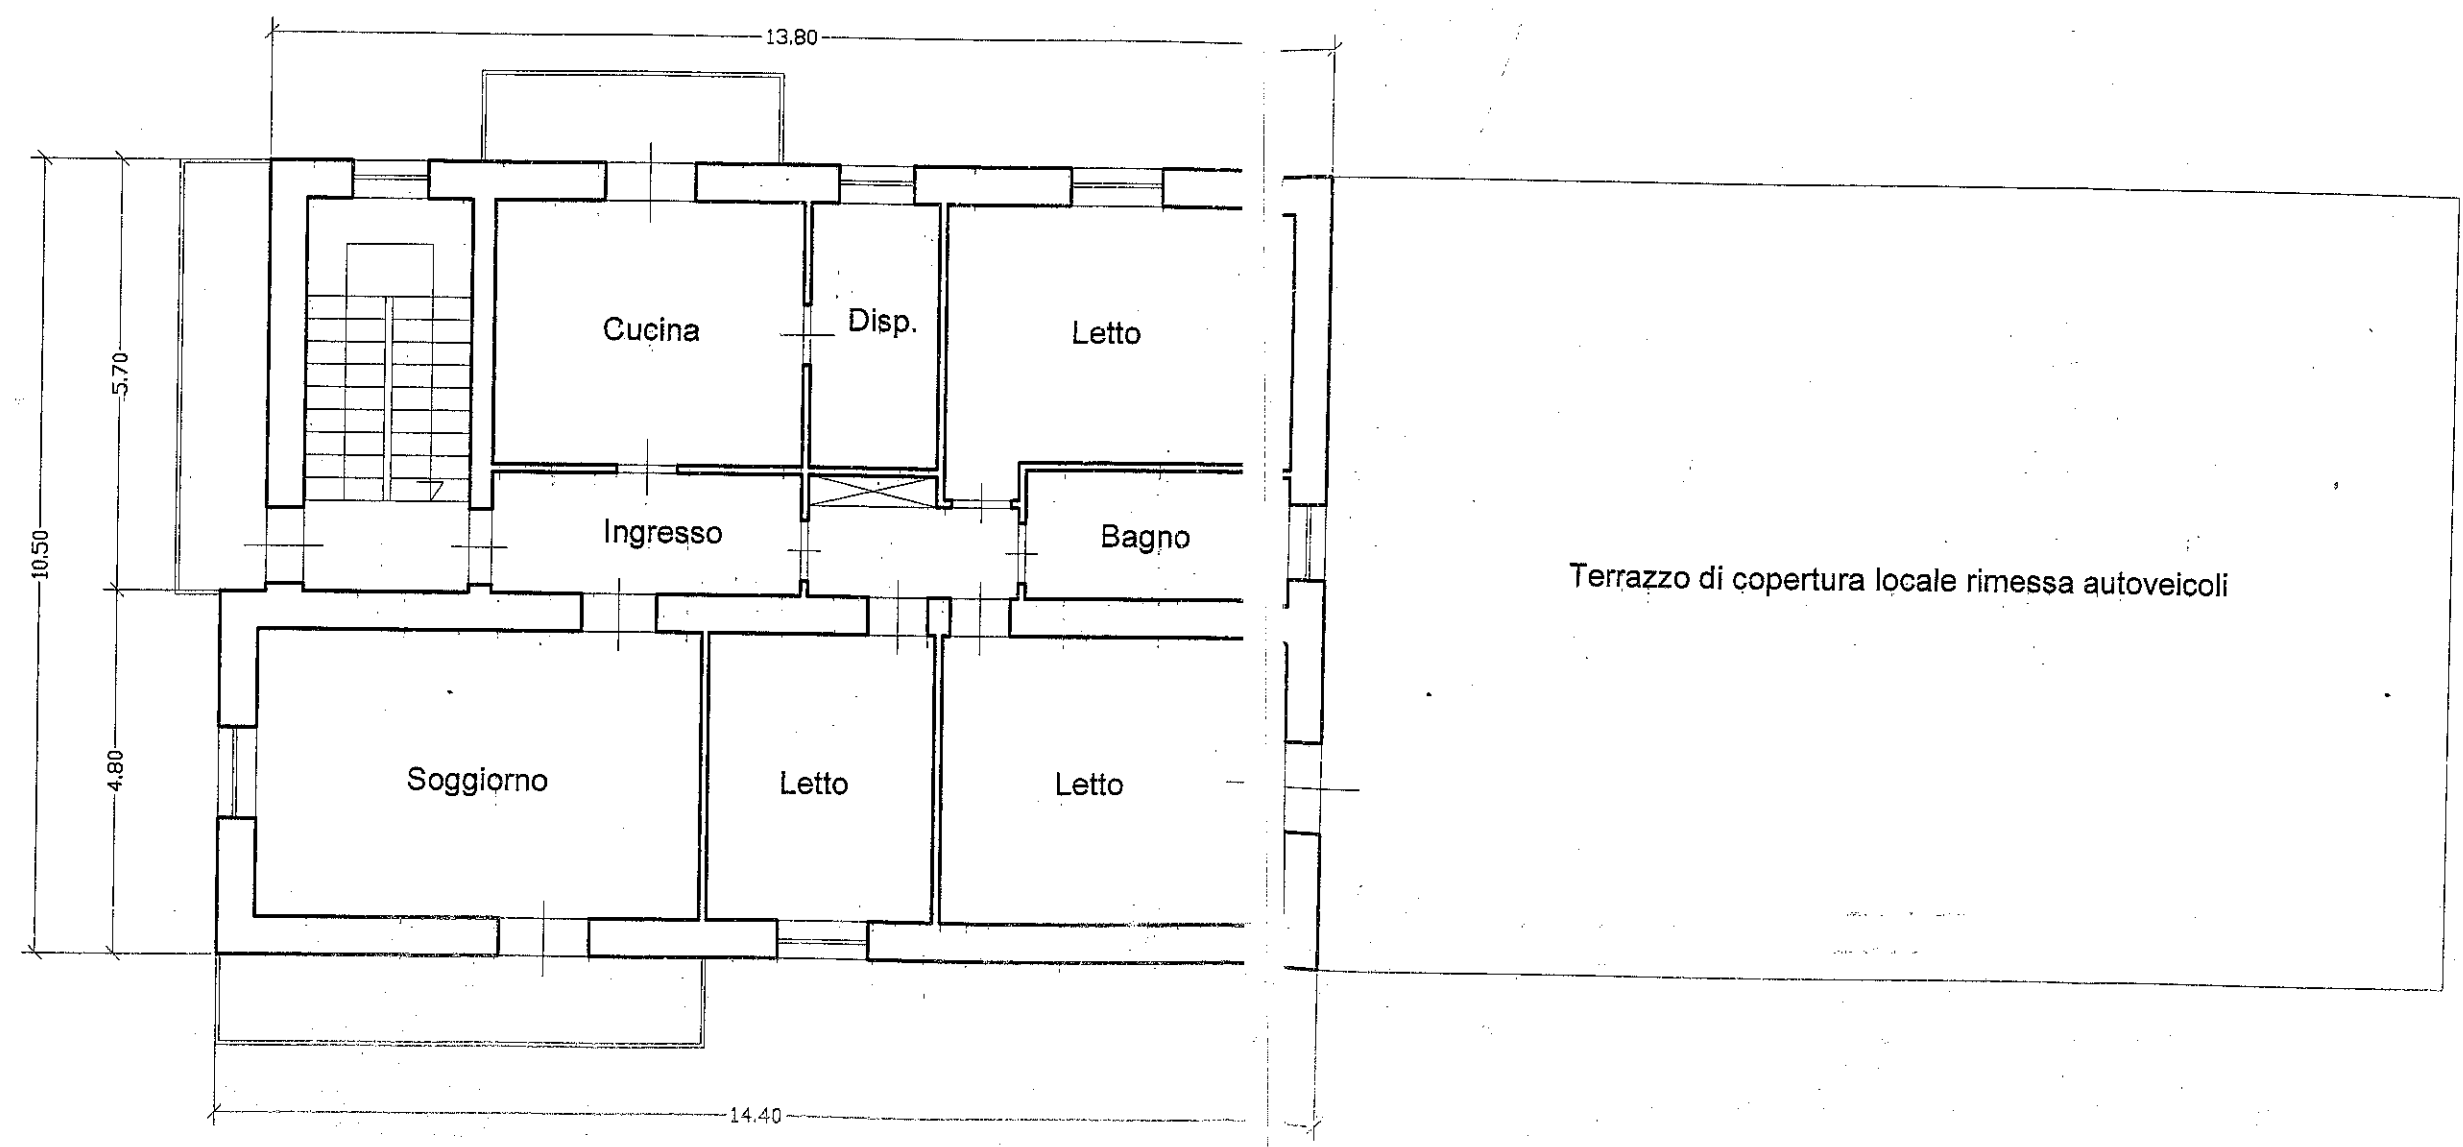 13.80
Cucina
Disp.
Letto
5.70
10.50
Ingresso
Bagno
Terrazzo di copertura locale rimessa autoveicoli
4.80
Soggiorno
Letto
Letto
14.40